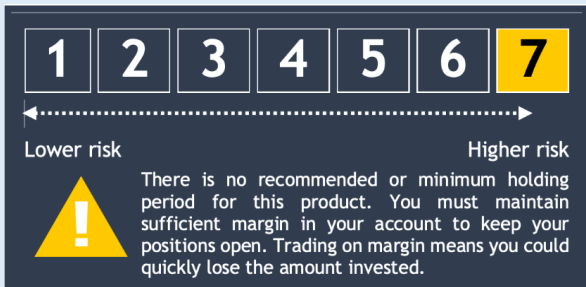 1 2 3 4 5 6 7
Lower risk Higher risk
!
There is no recommended or minimum holding
period for this product. You must maintain
sufficient margin in your account to keep your
positions open. Trading on margin means you could
quickly lose the amount invested.